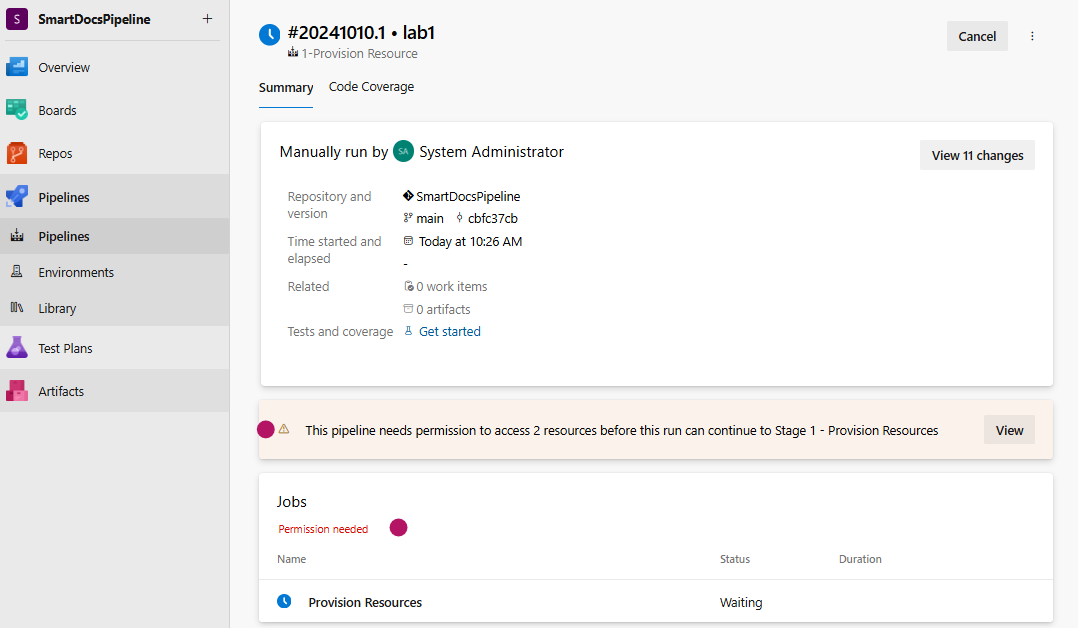 S SmartDocsPipeline +
Overview
Boards
Repos
Pipelines
Pipelines
Environments
Library
Test Plans
Artifacts
#20241010.1 • lab1
1-Provision Resource
Cancel
Summary Code Coverage
Manually run by SA System Administrator
View 11 changes
Repository and version
SmartDocsPipeline
main cbfc37cb
Time started and elapsed
Today at 10:26 AM
-
Related
0 work items
0 artifacts
Tests and coverage
Get started
This pipeline needs permission to access 2 resources before this run can continue to Stage 1 - Provision Resources
View
Jobs
Permission needed
Name Status Duration
Provision Resources Waiting